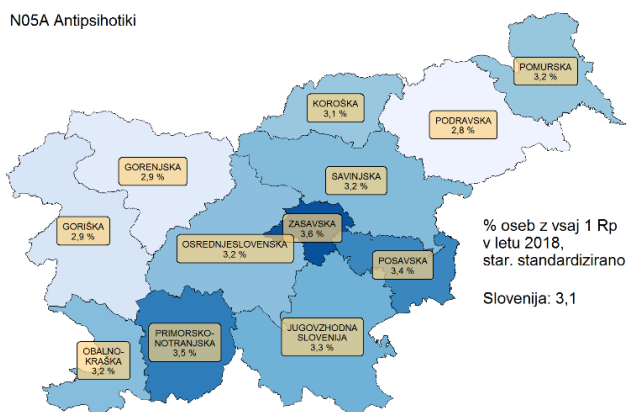 N05A Antipsihotiki
POMURSKA
3,2 %
KOROŠKA
3,1 %
PODRAVSKA
2,8 %
GORENJSKA
2,9 %
SAVINJSKA
3,2 %
GORIŠKA
2,9 %
ZASAVSKA
3,6 %
OSREDNJESLOVENSKA
3,2 %
POSAVSKA
3,4 %
% oseb z vsaj 1 Rp
v letu 2018,
star. standardizirano
Slovenija: 3,1
PRIMORSKO-
NOTRANJSKA
3,5 %
JUGOVZHODNA
SLOVENIJA
3,3 %
OBALNO-
KRAŠKA
3,2 %